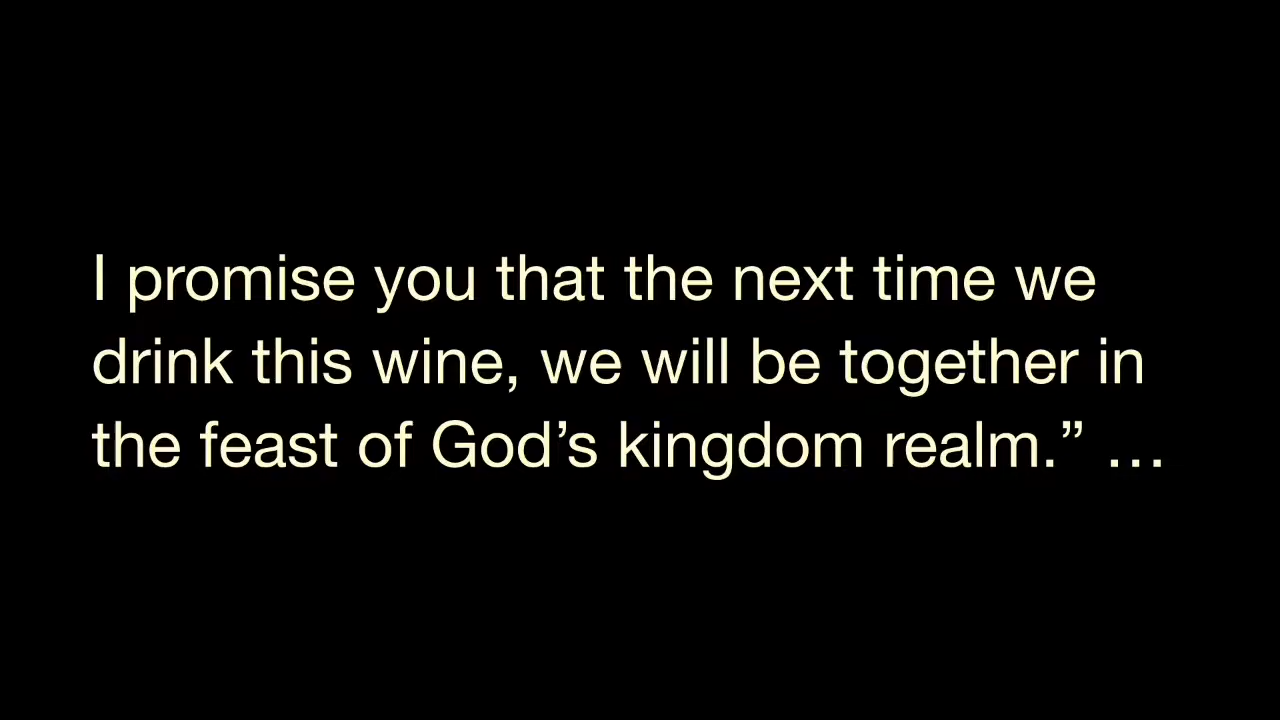 I promise you that the next time we
drink this wine, we will be together in
the feast of God’s kingdom realm.” …